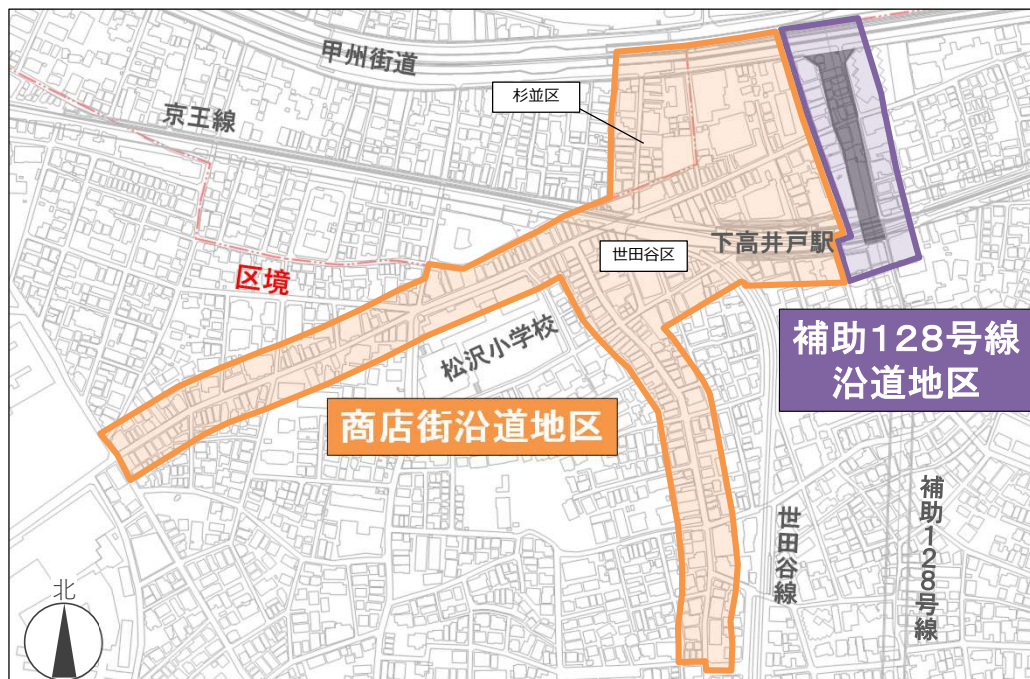 甲州街道
杉並区
京王線
世田谷区
下高井戸駅
区境
補助128号線
沿道地区
松沢小学校
商店街沿道地区
補助128号線
世田谷線
北